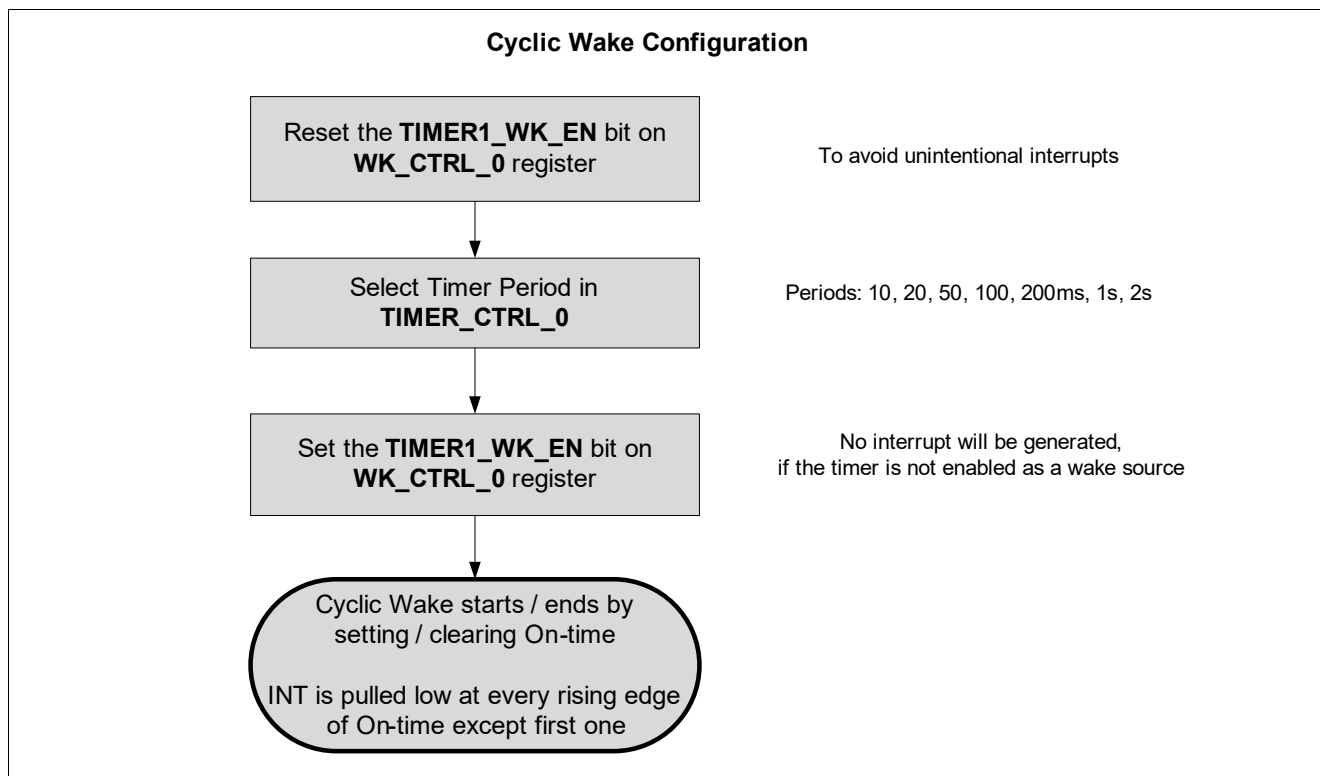 Cyclic Wake Configuration
Reset the TIMER1_WK_EN bit on
WK_CTRL_0 register
To avoid unintentional interrupts
Select Timer Period in
TIMER_CTRL_0
Periods: 10, 20, 50, 100, 200ms, 1s, 2s
Set the TIMER1_WK_EN bit on
WK_CTRL_0 register
No interrupt will be generated,
if the timer is not enabled as a wake source
Cyclic Wake starts / ends by
setting / clearing On-time
INT is pulled low at every rising edge
of On-time except first one